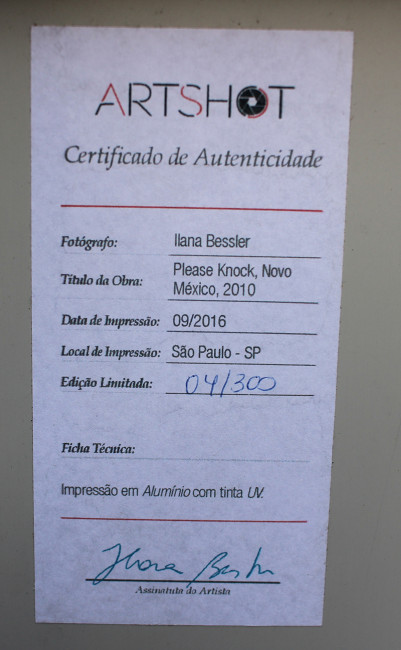 ARTSHOT
Certificado de Autenticidade
Fotógrafo: Ilana Bessler
Título da Obra: Please Knock, Novo
México, 2010
Data de Impressão: 09/2016
Local de Impressão: São Paulo - SP
Edição Limitada: 04/300
Ficha Técnica:
Impressão em Alumínio com tinta UV.
Ilana Bessler
Assinatura do Artista